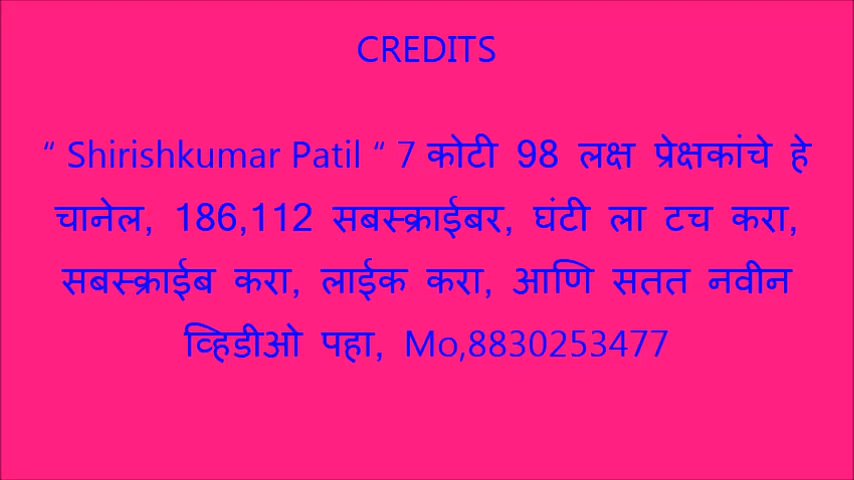 CREDITS
“ Shirishkumar Patil “ 7 कोटी 98 लक्ष प्रेक्षकांचे हे
चानेल, 186,112 सबस्क्राईबर, घंटी ला टच करा,
सबस्क्राईब करा, लाईक करा, आणि सतत नवीन
व्हिडीओ पहा, Mo,8830253477